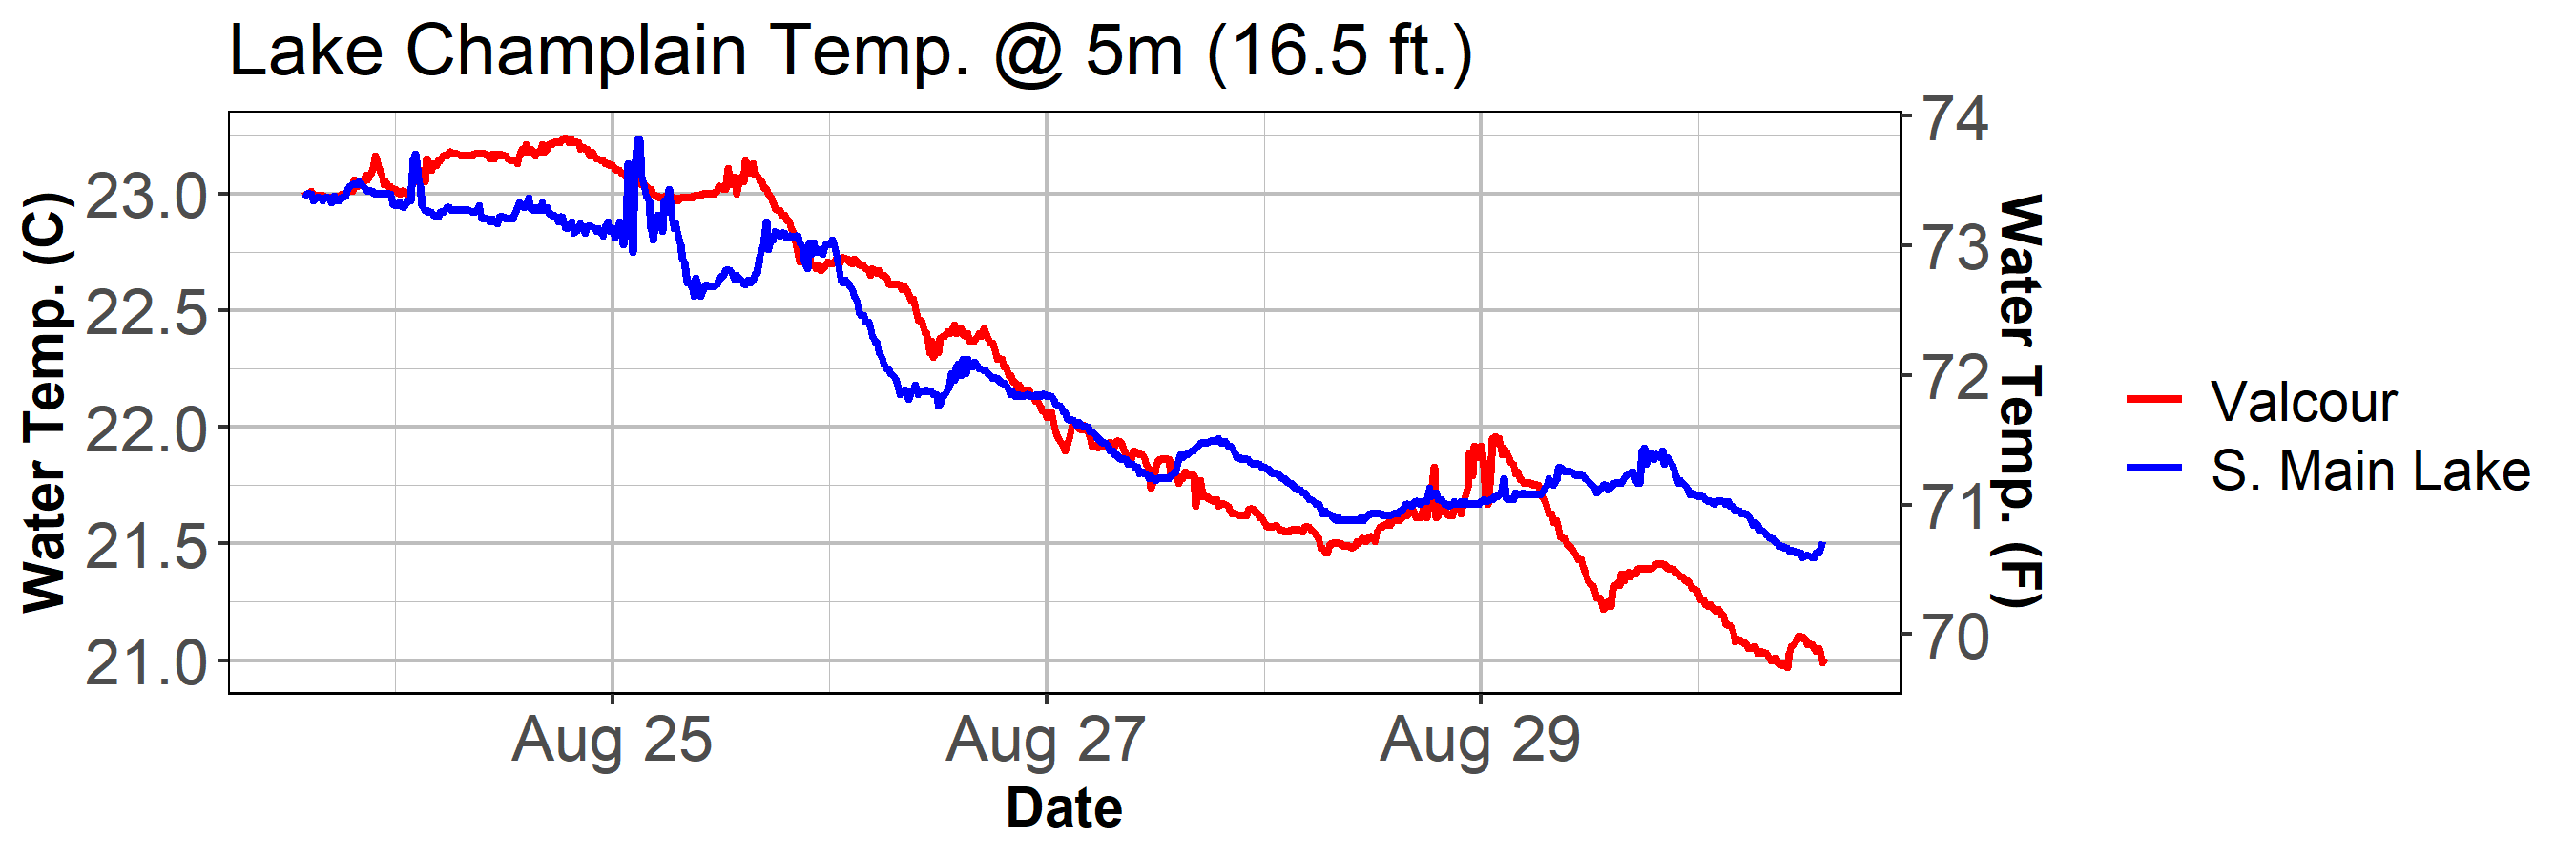 Lake Champlain Temp. @ 5m (16.5 ft.)
Water Temp. (C)
23.0
22.5
22.0
21.5
21.0
74
73
72
71
70
Water Temp. (F)
Aug 25
Aug 27
Aug 29
Date
Valcour
S. Main Lake